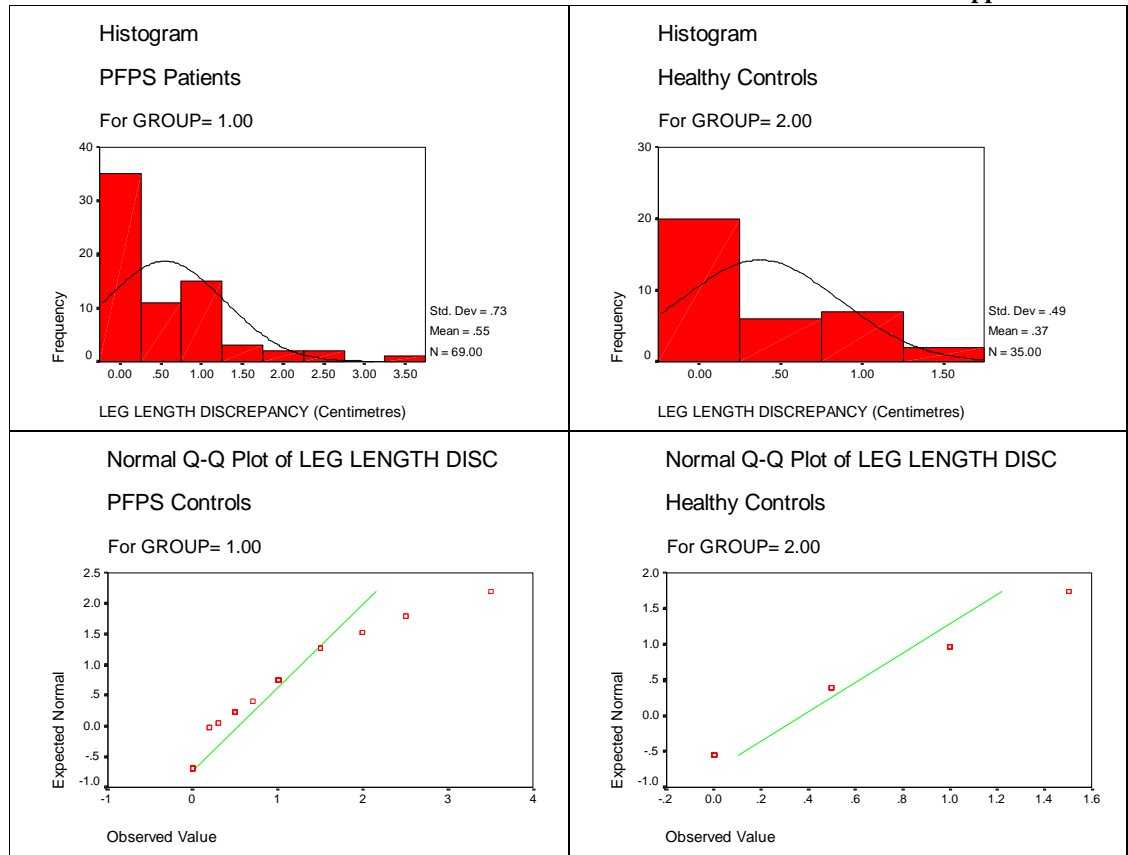 Histogram
PFPS Patients
For GROUP= 1.00
40
30
20
10
0
Frequency
0.00 .50 1.00 1.50 2.00 2.50 3.00 3.50
Std. Dev = .73
Mean = .55
N = 69.00
LEG LENGTH DISCREPANCY (Centimetres)
Histogram
Healthy Controls
For GROUP= 2.00
30
20
10
0
Frequency
0.00 .50 1.00 1.50
Std. Dev = .49
Mean = .37
N = 35.00
LEG LENGTH DISCREPANCY (Centimetres)
Normal Q-Q Plot of LEG LENGTH DISC
PFPS Controls
For GROUP= 1.00
2.5
2.0
1.5
1.0
.5
0.0
-.5
-1.0
Expected Normal
-1 0 1 2 3 4
Observed Value
Normal Q-Q Plot of LEG LENGTH DISC
Healthy Controls
For GROUP= 2.00
2.0
1.5
1.0
.5
0.0
-.5
-1.0
Expected Normal
-.2 0.0 .2 .4 .6 .8 1.0 1.2 1.4 1.6
Observed Value